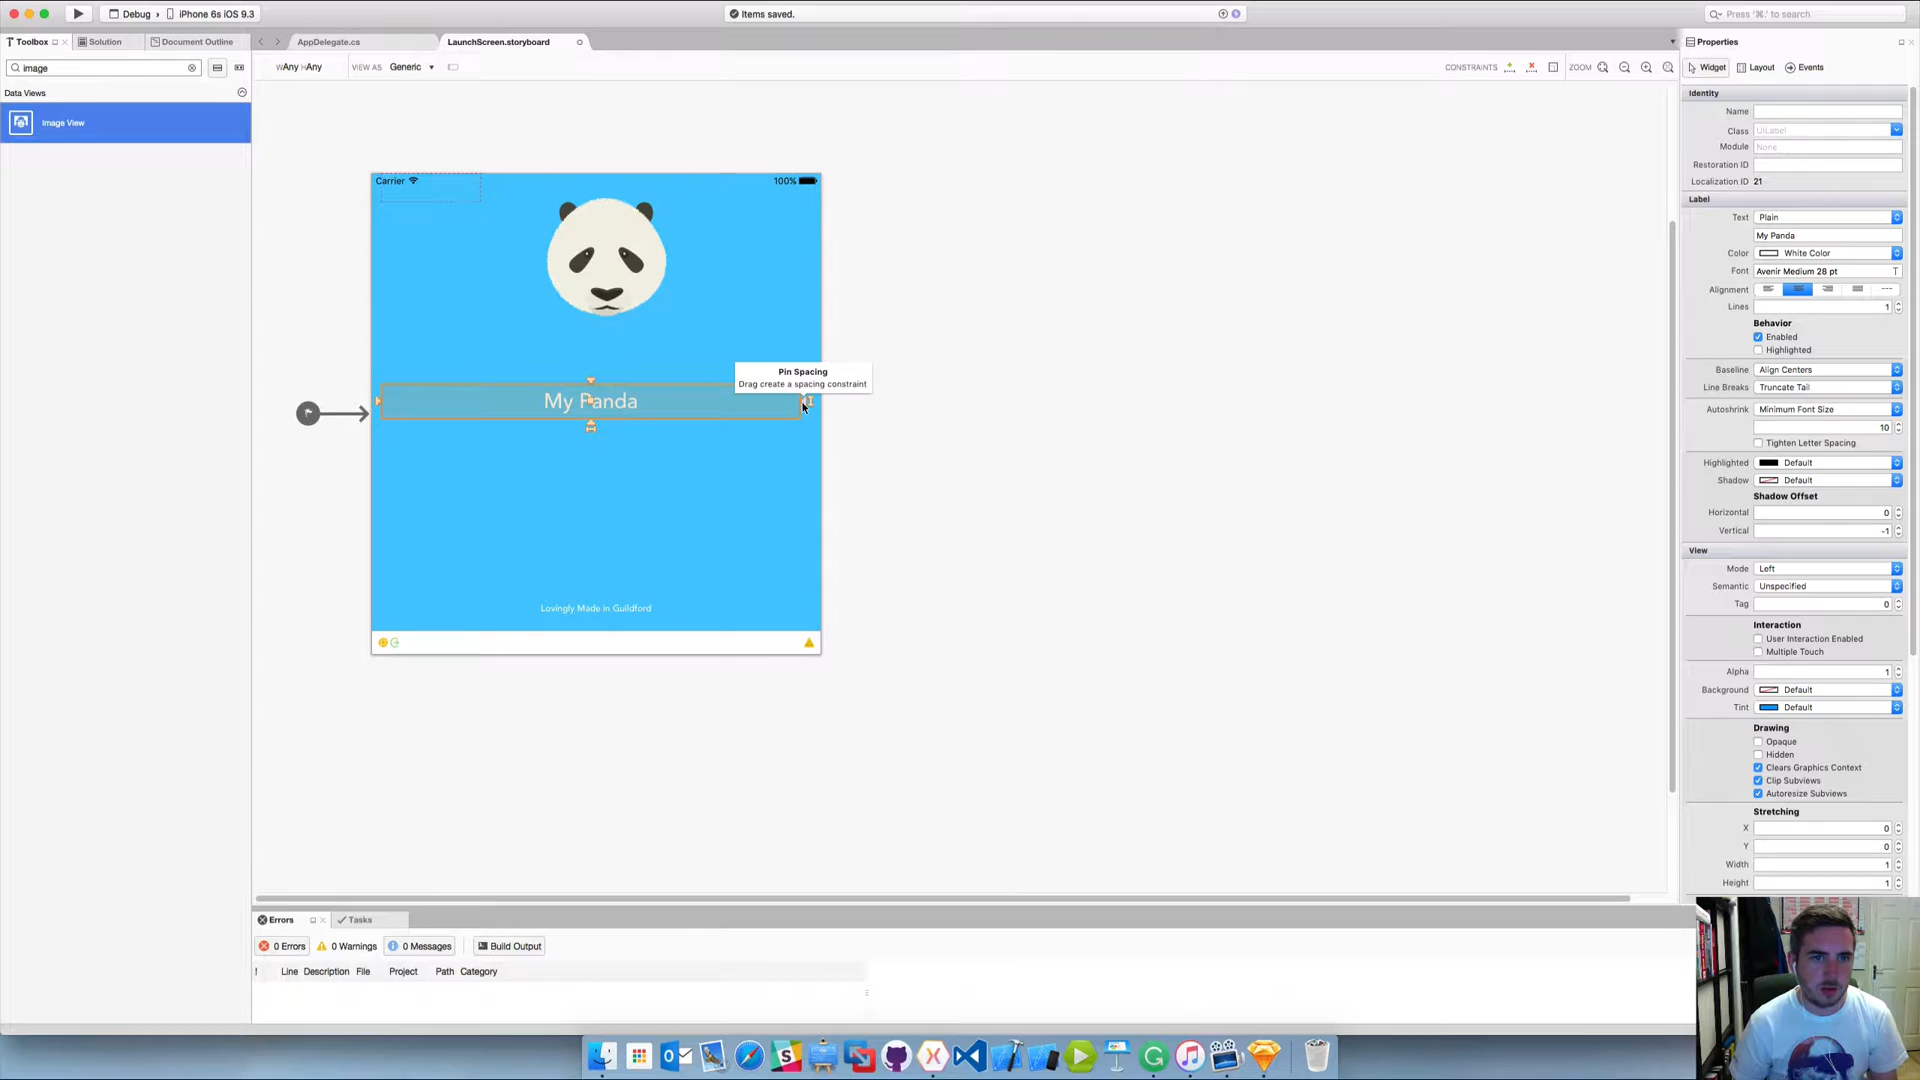 Debug
iPhone 6s iOS 9.3
Items saved.
Press '⌘.' to search
Toolbox
Solution
Document Outline
AppDelegate.cs
LaunchScreen.storyboard
Properties
image
wAny hAny
VIEW AS
Generic
CONSTRAINTS
ZOOM
Widget
Layout
Events
Data Views
Image View
Identity
Name
Class
UILabel
Module
None
Restoration ID
Localization ID 21
Label
Text
Plain
My Panda
Color
White Color
Font
Avenir Medium 28 pt
T
Alignment
Lines
1
Behavior
Enabled
Highlighted
Baseline
Align Centers
Line Breaks
Truncate Tail
Autoshrink
Minimum Font Size
10
Tighten Letter Spacing
Highlighted
Default
Shadow
Default
Shadow Offset
Horizontal
0
Vertical
-1
View
Mode
Left
Semantic
Unspecified
Tag
0
Interaction
User Interaction Enabled
Multiple Touch
Alpha
1
Background
Default
Tint
Default
Drawing
Opaque
Hidden
Clears Graphics Context
Clip Subviews
Autoresize Subviews
Stretching
X
0
Y
0
Width
1
Height
1
Carrier
100%
Pin Spacing
Drag create a spacing constraint
My Panda
Lovingly Made in Guildford
Errors
Tasks
0 Errors
0 Warnings
0 Messages
Build Output
! Line Description File Project Path Category